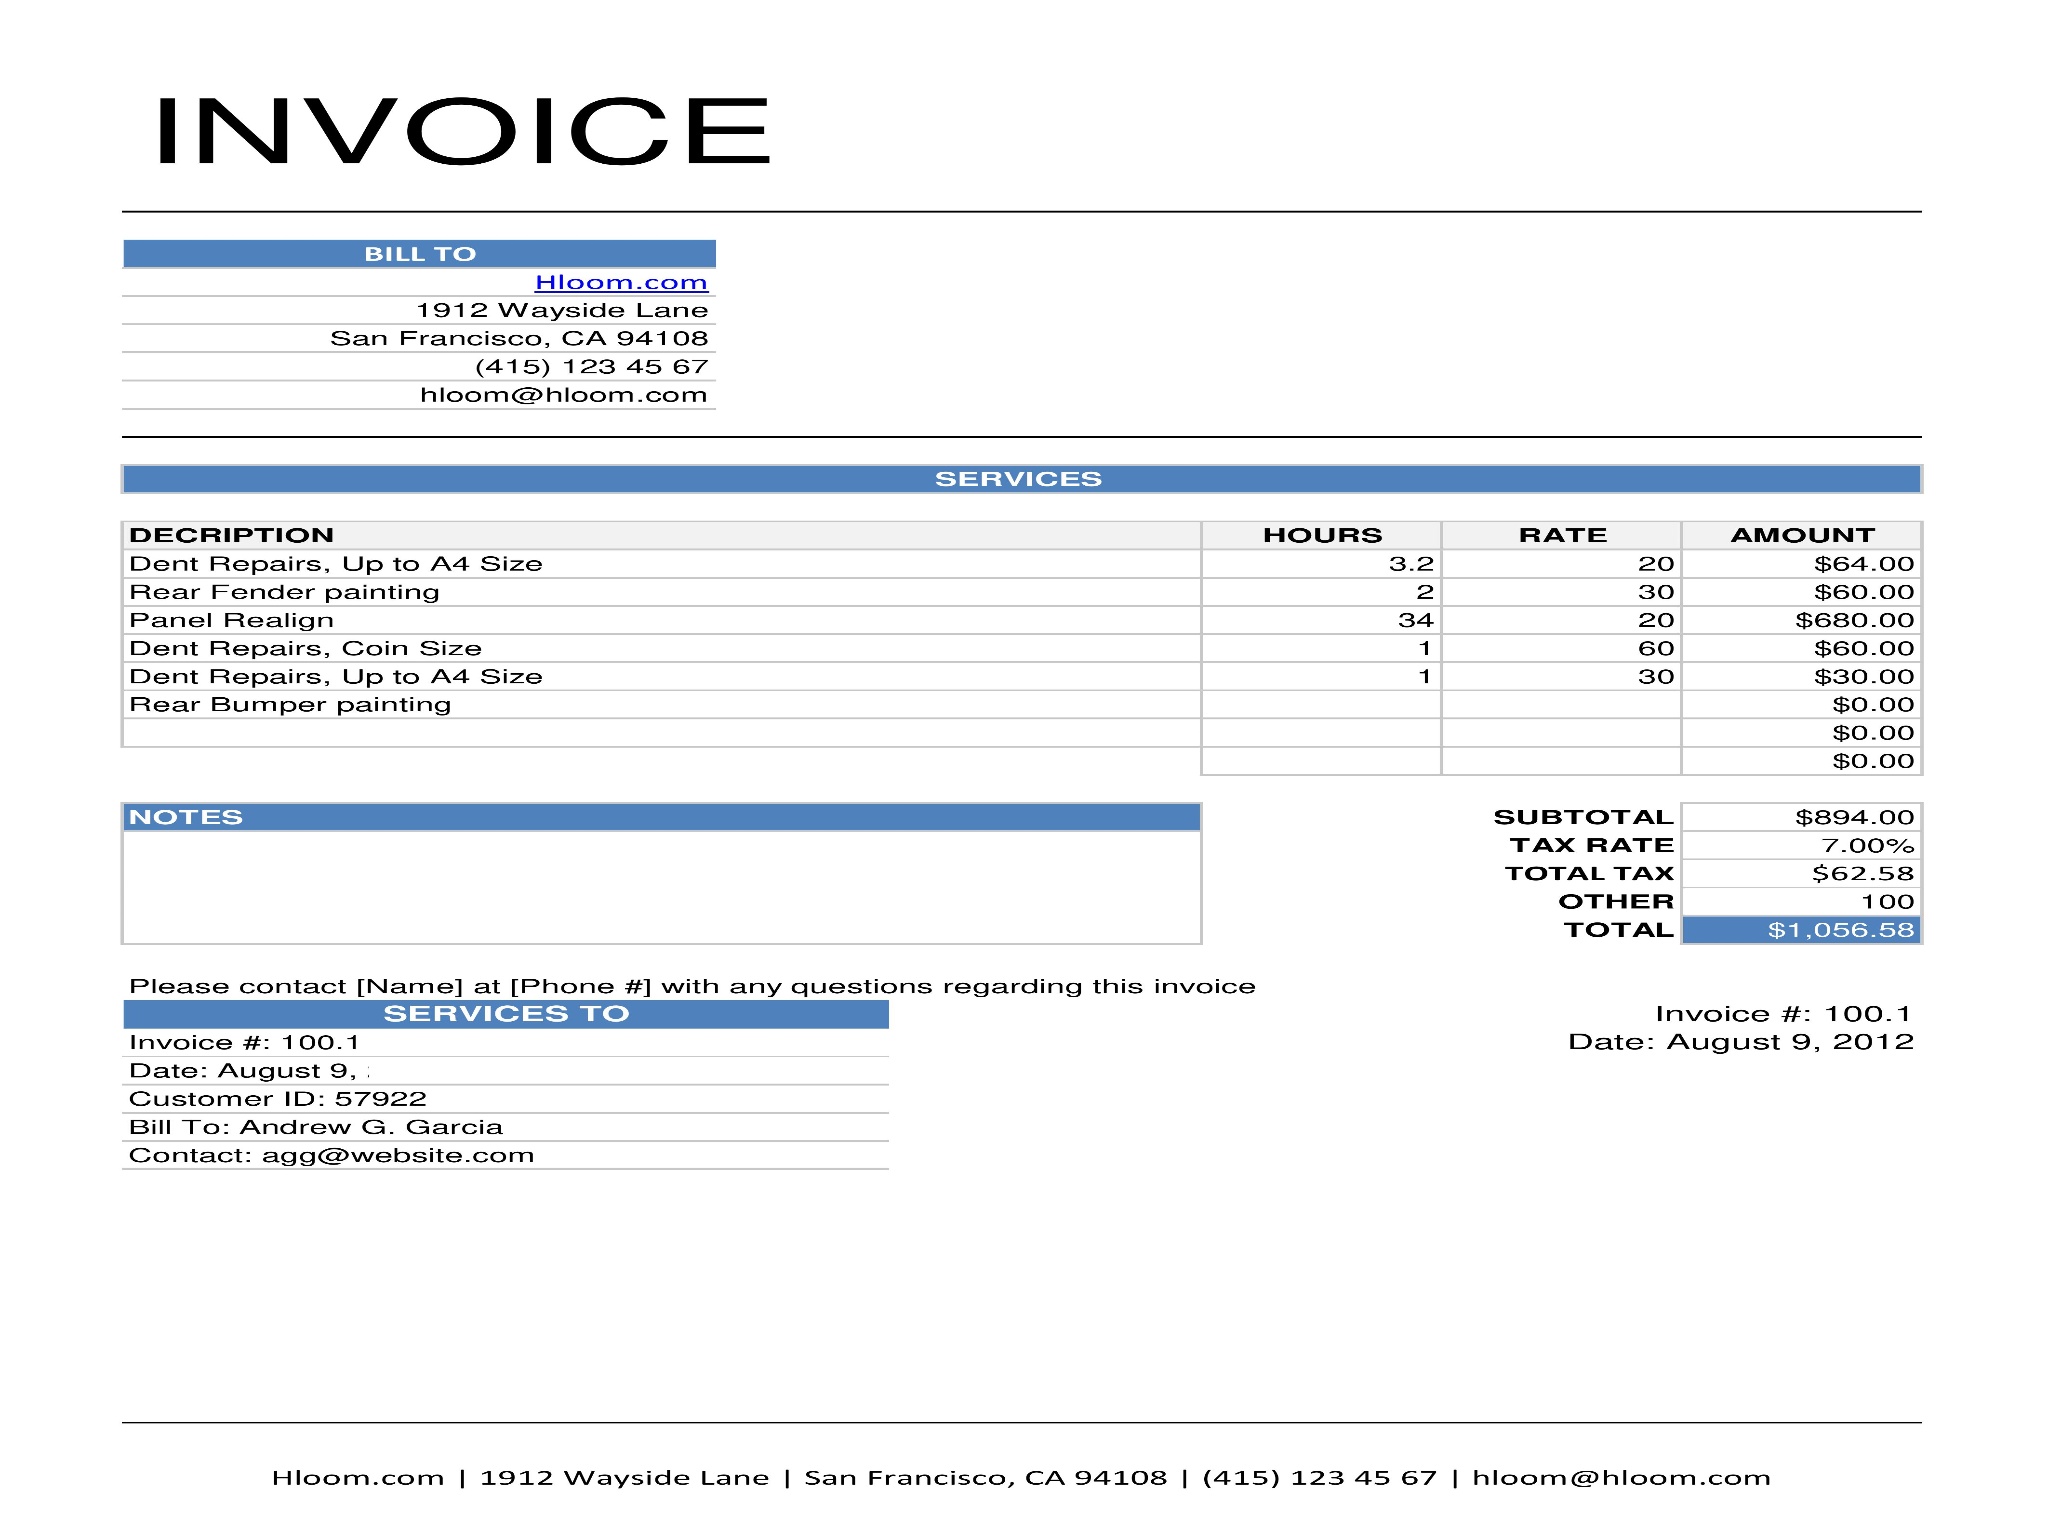 INVOICE
BILL TO
Hloom.com
1912 Wayside Lane
San Francisco, CA 94108
(415) 123 45 67
hloom@hloom.com
SERVICES
DECRIPTION HOURS RATE AMOUNT
Dent Repairs, Up to A4 Size 3.2 20 $64.00
Rear Fender painting 2 30 $60.00
Panel Realign 34 20 $680.00
Dent Repairs, Coin Size 1 60 $60.00
Dent Repairs, Up to A4 Size 1 30 $30.00
Rear Bumper painting $0.00
$0.00
$0.00
NOTES SUBTOTAL $894.00
TAX RATE 7.00%
TOTAL TAX $62.58
OTHER 100
TOTAL $1,056.58
Please contact [Name] at [Phone #] with any questions regarding this invoice
SERVICES TO Invoice #: 100.1
Invoice #: 100.1 Date: August 9, 2012
Date: August 9,
Customer ID: 57922
Bill To: Andrew G. Garcia
Contact: agg@website.com
Hloom.com | 1912 Wayside Lane | San Francisco, CA 94108 | (415) 123 45 67 | hloom@hloom.com